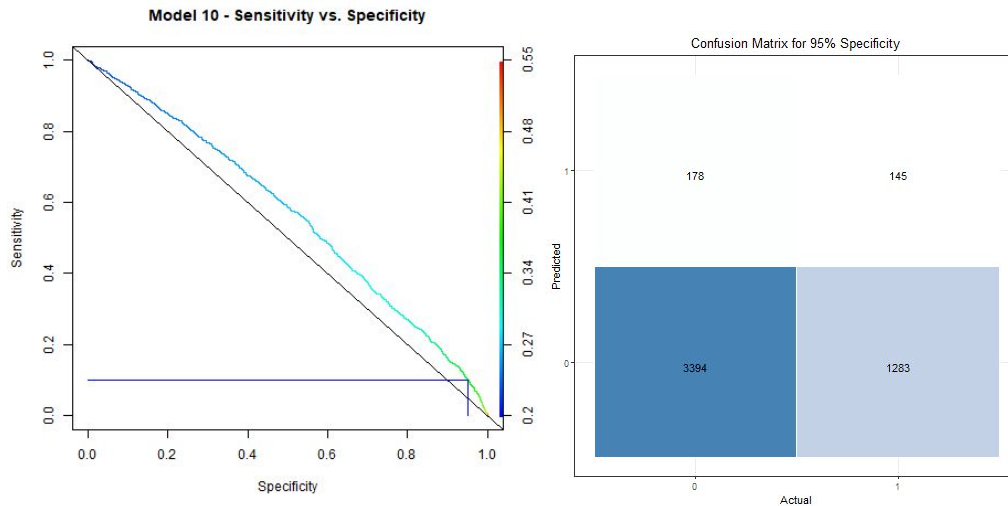 Model 10 - Sensitivity vs. Specificity
Sensitivity
1.0
0.8
0.6
0.4
0.2
0.0
0.0 0.2 0.4 0.6 0.8 1.0
Specificity
0.55
0.48
0.41
0.34
0.27
0.2
Confusion Matrix for 95% Specificity
Predicted
1
178 145
0
3394 1283
0 1
Actual